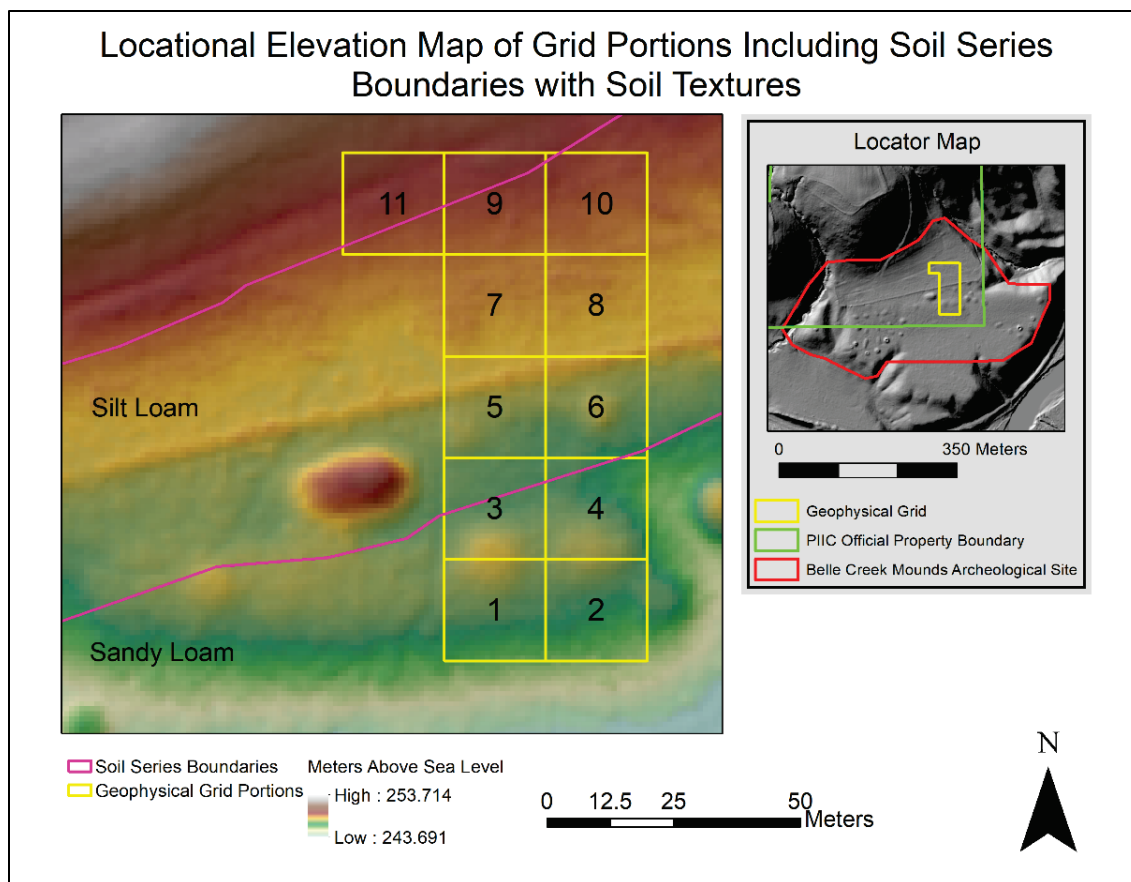 Locational Elevation Map of Grid Portions Including Soil Series
Boundaries with Soil Textures
11 9 10
7 8
5 6
3 4
1 2
Silt Loam
Sandy Loam
Locator Map
0 350 Meters
Geophysical Grid
PIIC Official Property Boundary
Belle Creek Mounds Archeological Site
Soil Series Boundaries
Geophysical Grid Portions
Meters Above Sea Level
High : 253.714
Low : 243.691
0 12.5 25 50
Meters
N